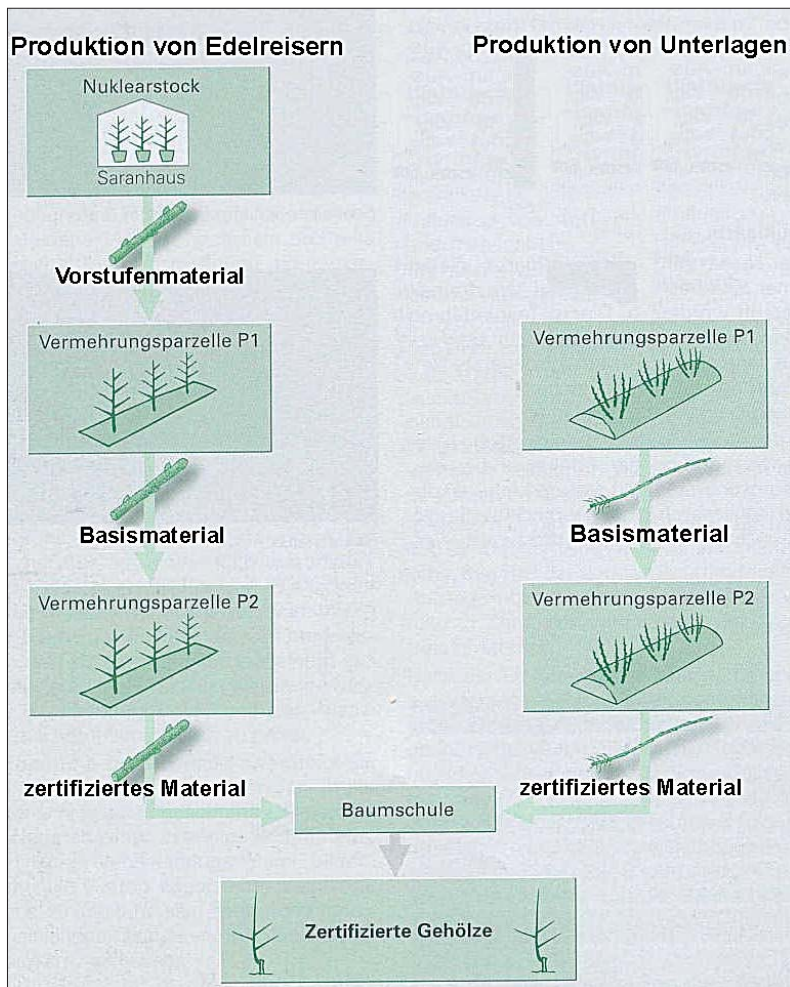 Produktion von Edelreisern
Nuklearstock
Saranhaus
Vorstufenmaterial
Vermehrungsparzelle P1
Basismaterial
Vermehrungsparzelle P2
zertifiziertes Material
Produktion von Unterlagen
Vermehrungsparzelle P1
Basismaterial
Vermehrungsparzelle P2
zertifiziertes Material
Baumschule
Zertifizierte Gehölze